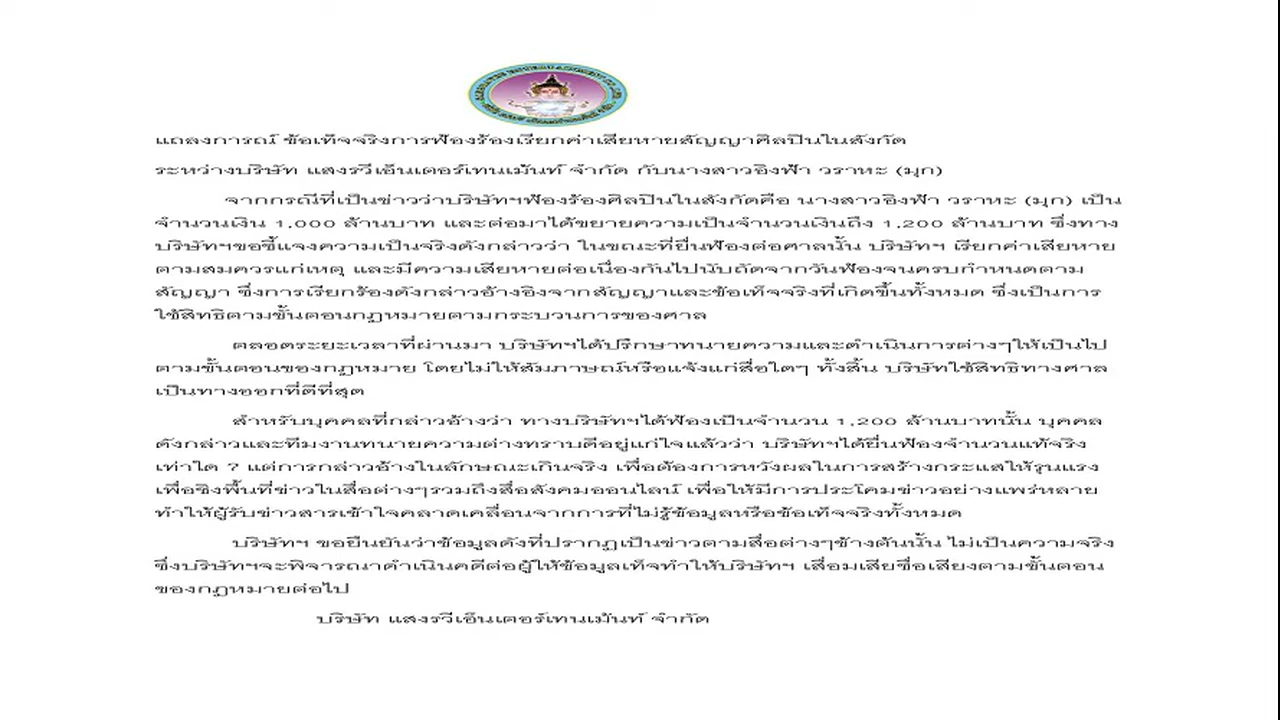 แถลงการณ์ ข้อเท็จจริงการฟ้องร้องเรียกค่าเสียหายสัญญาศิลปินในสังกัด
ระหว่างบริษัท แสงรวีเอ็นเตอร์เทนเม้นท์ จำกัด กับนางสาวอิงฟ้า วราหะ (มุก)
จากกรณีที่เป็นข่าวว่าบริษัทฯฟ้องร้องศิลปินในสังกัดคือ นางสาวอิงฟ้า วราหะ (มุก) เป็น
จำนวนเงิน 1,000 ล้านบาท และต่อมาได้ขยายความเป็นจำนวนเงินถึง 1,200 ล้านบาท ซึ่งทาง
บริษัทฯขอชี้แจงความเป็นจริงดังกล่าวว่า ในขณะที่ยื่นฟ้องต่อศาลนั้น บริษัทฯ เรียกค่าเสียหาย
ตามสมควรแก่เหตุ และมีความเสียหายต่อเนื่องกันไปนับถัดจากวันฟ้องจนครบกำหนดตาม
สัญญา ซึ่งการเรียกร้องดังกล่าวอ้างอิงจากสัญญาและข้อเท็จจริงที่เกิดขึ้นทั้งหมด ซึ่งเป็นการ
ใช้สิทธิตามขั้นตอนกฎหมายตามกระบวนการของศาล
ตลอดระยะเวลาที่ผ่านมา บริษัทฯได้ปรึกษาทนายความและดำเนินการต่างๆให้เป็นไป
ตามขั้นตอนของกฎหมาย โดยไม่ให้สัมภาษณ์หรือแจ้งแก่สื่อใดๆ ทั้งสิ้น บริษัทใช้สิทธิทางศาล
เป็นทางออกที่ดีที่สุด
สำหรับบุคคลที่กล่าวอ้างว่า ทางบริษัทฯได้ฟ้องเป็นจำนวน 1,200 ล้านบาทนั้น บุคคล
ดังกล่าวและทีมงานทนายความต่างทราบดีอยู่แก่ใจแล้วว่า บริษัทฯได้ยื่นฟ้องจำนวนแท้จริง
เท่าใด ? แต่การกล่าวอ้างในลักษณะเกินจริง เพื่อต้องการหวังผลในการสร้างกระแสให้รุนแรง
เพื่อชิงพื้นที่ข่าวในสื่อต่างๆรวมถึงสื่อสังคมออนไลน์ เพื่อให้มีการประโคมข่าวอย่างแพร่หลาย
ทำให้ผู้รับข่าวสารเข้าใจคลาดเคลื่อนจากการที่ไม่รู้ข้อมูลหรือข้อเท็จจริงทั้งหมด
บริษัทฯ ขอยืนยันว่าข้อมูลดังที่ปรากฏเป็นข่าวตามสื่อต่างๆข้างต้นนั้น ไม่เป็นความจริง
ซึ่งบริษัทฯจะพิจารณาดำเนินคดีต่อผู้ให้ข้อมูลเท็จทำให้บริษัทฯ เสื่อมเสียชื่อเสียงตามขั้นตอน
ของกฎหมายต่อไป
บริษัท แสงรวีเอ็นเตอร์เทนเม้นท์ จำกัด